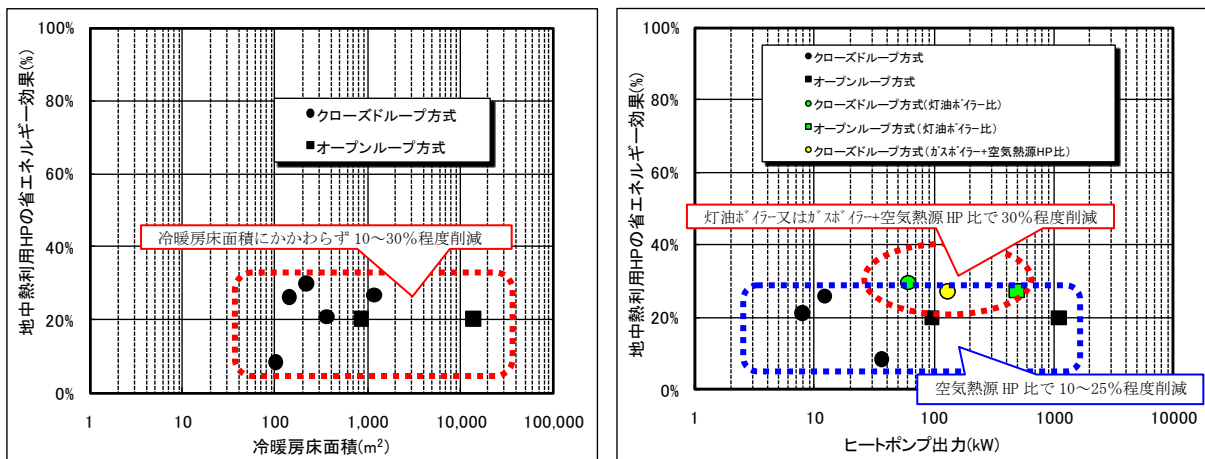 地中熱利用HPの省エネルギー効果(%)
100%
80%
60%
40%
20%
0%
クローズドループ方式
オープンループ方式
冷暖房床面積にかかわらず 10～30％程度削減
1
10
100
1,000
10,000
100,000
冷暖房床面積(m²)
地中熱利用HPの省エネルギー効果(%)
100%
80%
60%
40%
20%
0%
クローズドループ方式
オープンループ方式
クローズドループ方式(灯油ﾎﾞｲﾗｰ比)
オープンループ方式(灯油ﾎﾞｲﾗｰ比)
クローズドループ方式(ｶﾞｽﾎﾞｲﾗｰ+空気熱源HP比)
灯油ﾎﾞｲﾗｰ又はｶﾞｽﾎﾞｲﾗｰ+空気熱源 HP 比で 30％程度削減
空気熱源 HP 比で 10～25％程度削減
1
10
100
1000
10000
ヒートポンプ出力(kW)